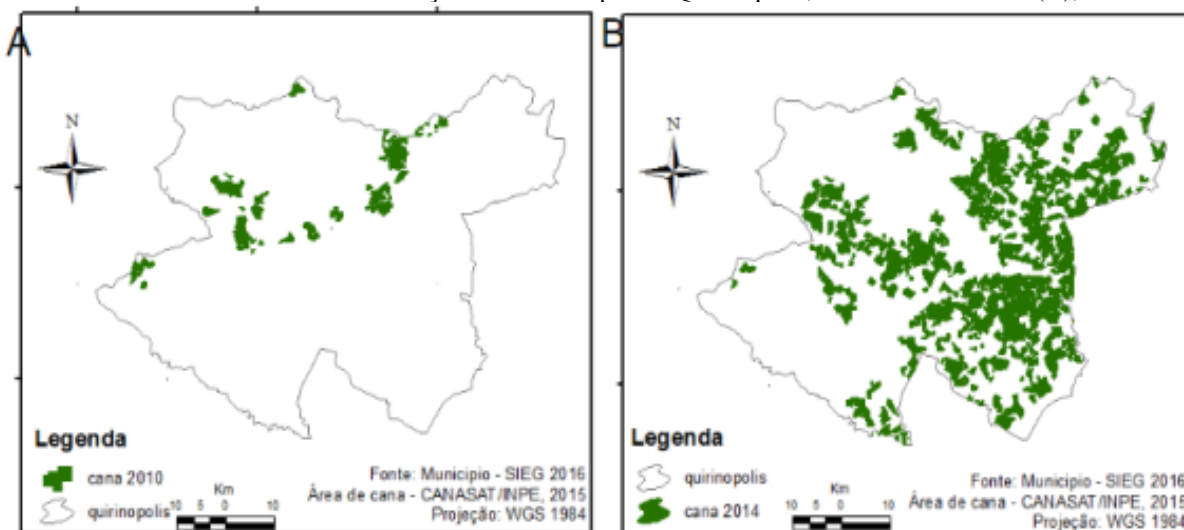 A
N
Legenda
cana 2010
quirinopolis
Km
10 5 0 10
Fonte: Municipio - SIEG 2016
Área de cana - CANASAT/INPE, 2015
Projeção: WGS 1984
B
N
Legenda
quirinopolis
cana 2014
Km
10 5 0 10
Fonte: Municipio - SIEG 2016
Área de cana - CANASAT/INPE, 2015
Projeção: WGS 1984